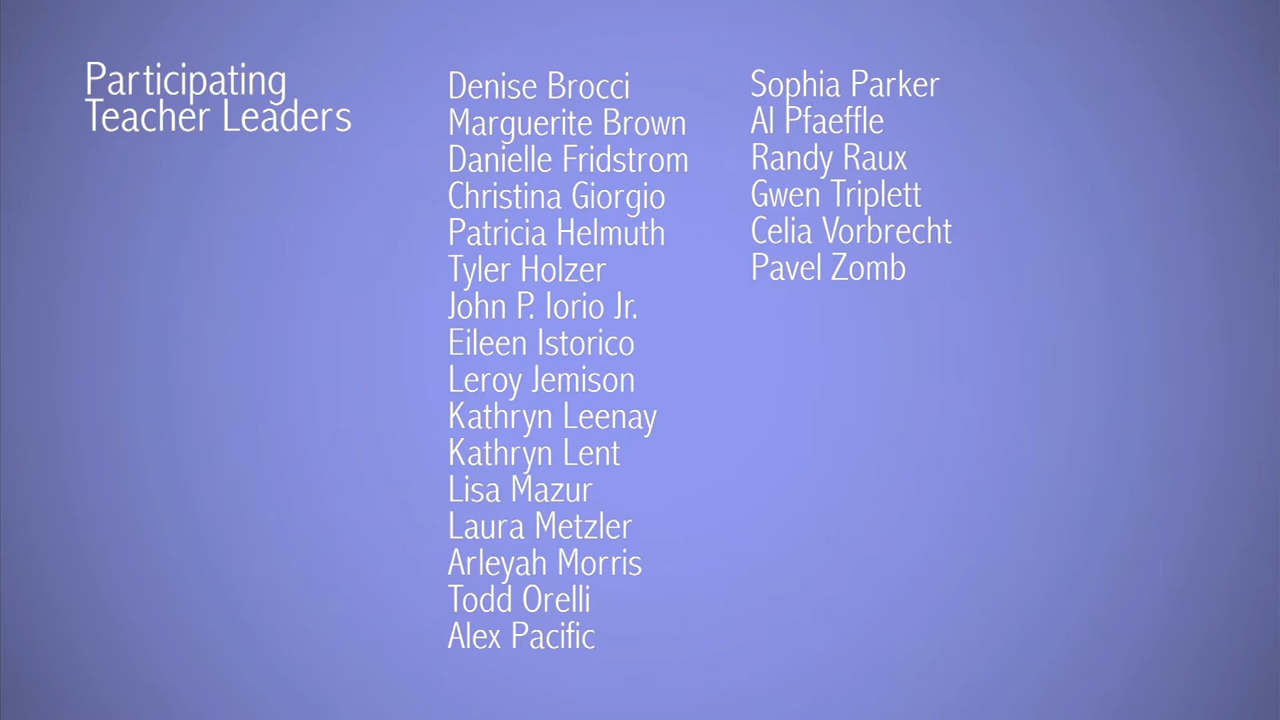 Participating
Teacher Leaders
Denise Brocci
Marguerite Brown
Danielle Fridstrom
Christina Giorgio
Patricia Helmuth
Tyler Holzer
John P. Iorio Jr.
Eileen Istorico
Leroy Jemison
Kathryn Leenay
Kathryn Lent
Lisa Mazur
Laura Metzler
Arleyah Morris
Todd Orelli
Alex Pacific
Sophia Parker
Al Pfaeffle
Randy Raux
Gwen Triplett
Celia Vorbrecht
Pavel Zomb